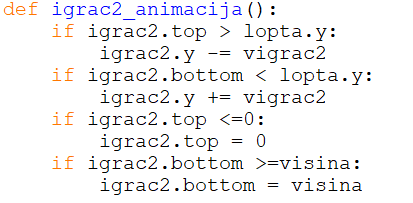 def igrac2_animacija():
    if igrac2.top > lopta.y:
        igrac2.y -= vigrac2
    if igrac2.bottom < lopta.y:
        igrac2.y += vigrac2
    if igrac2.top <=0:
        igrac2.top = 0
    if igrac2.bottom >=visina:
        igrac2.bottom = visina